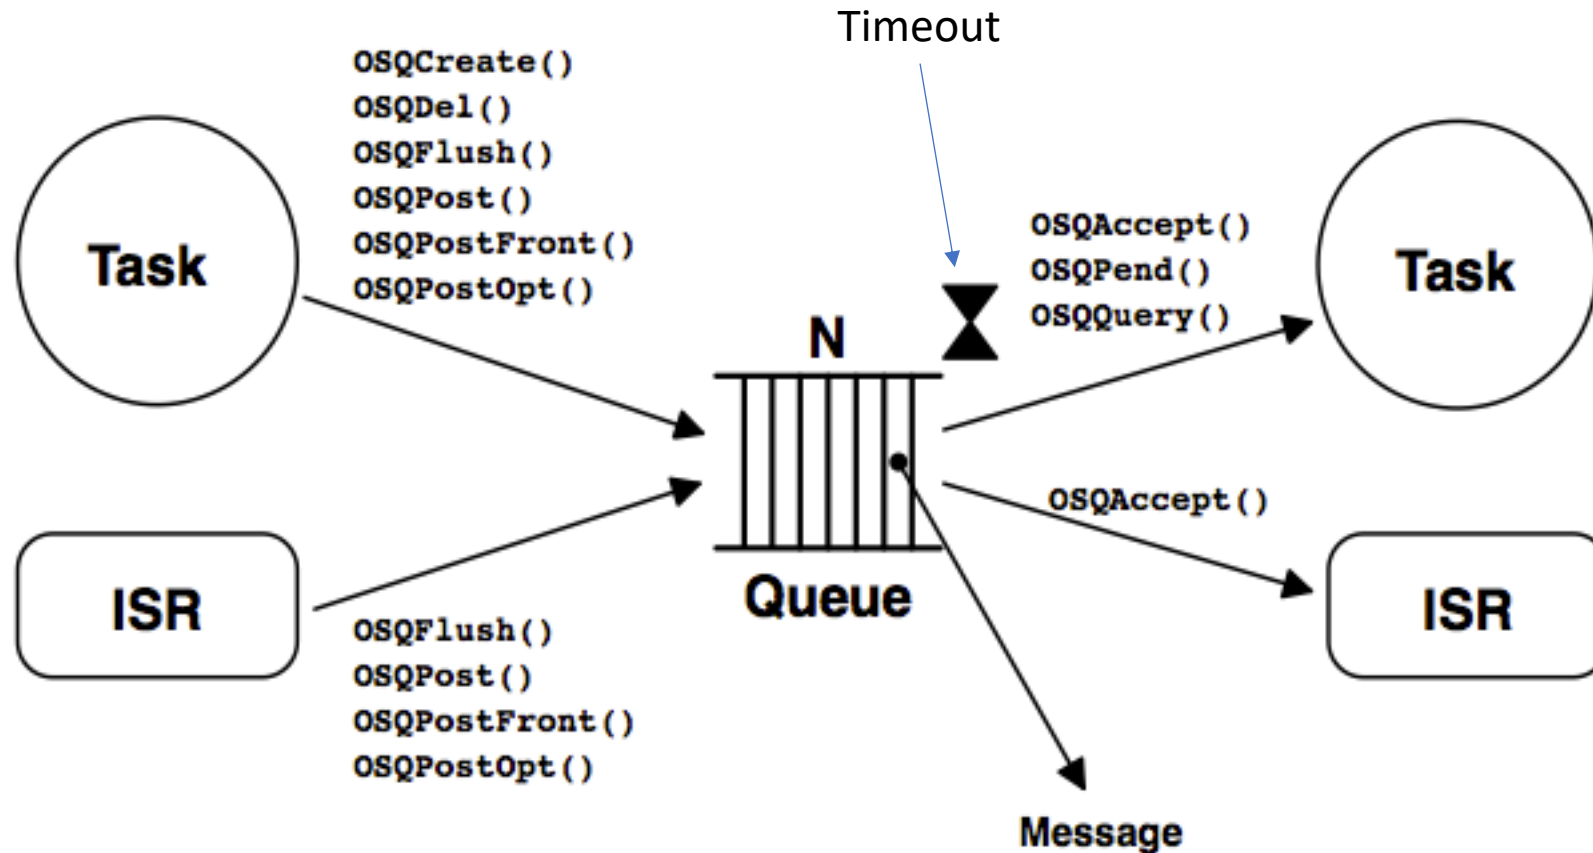 Timeout
OSQCreate()
OSQDel()
OSQFlush()
OSQPost()
OSQPostFront()
OSQPostOpt()
Task
OSQAccept()
OSQPend()
OSQQuery()
Task
N
Queue
OSQAccept()
ISR
OSQFlush()
OSQPost()
OSQPostFront()
OSQPostOpt()
ISR
Message